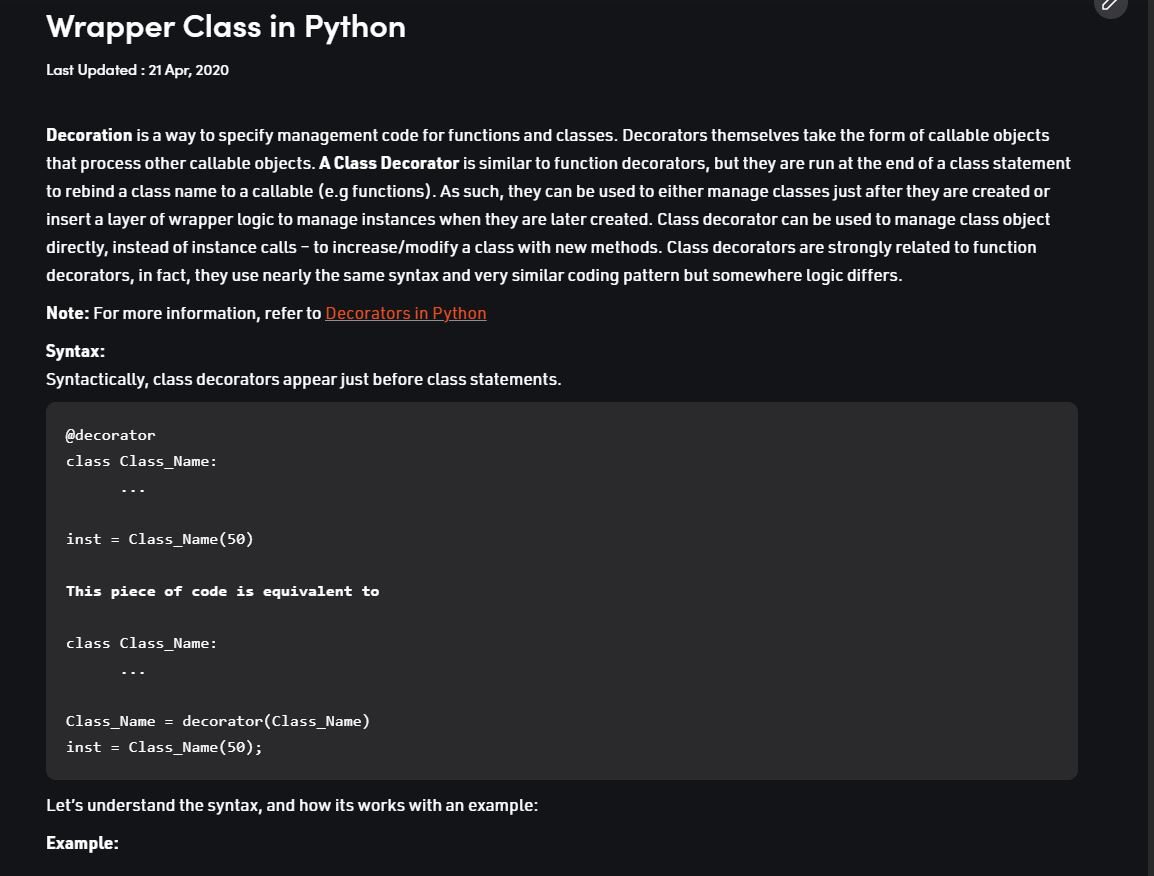 Wrapper Class in Python
Last Updated : 21 Apr, 2020
Decoration is a way to specify management code for functions and classes. Decorators themselves take the form of callable objects
that process other callable objects. A Class Decorator is similar to function decorators, but they are run at the end of a class statement
to rebind a class name to a callable (e.g functions). As such, they can be used to either manage classes just after they are created or
insert a layer of wrapper logic to manage instances when they are later created. Class decorator can be used to manage class object
directly, instead of instance calls – to increase/modify a class with new methods. Class decorators are strongly related to function
decorators, in fact, they use nearly the same syntax and very similar coding pattern but somewhere logic differs.
Note: For more information, refer to Decorators in Python
Syntax:
Syntactically, class decorators appear just before class statements.
@decorator
class Class_Name:
      ...
inst = Class_Name(50)
This piece of code is equivalent to
class Class_Name:
      ...
Class_Name = decorator(Class_Name)
inst = Class_Name(50);
Let’s understand the syntax, and how its works with an example:
Example: